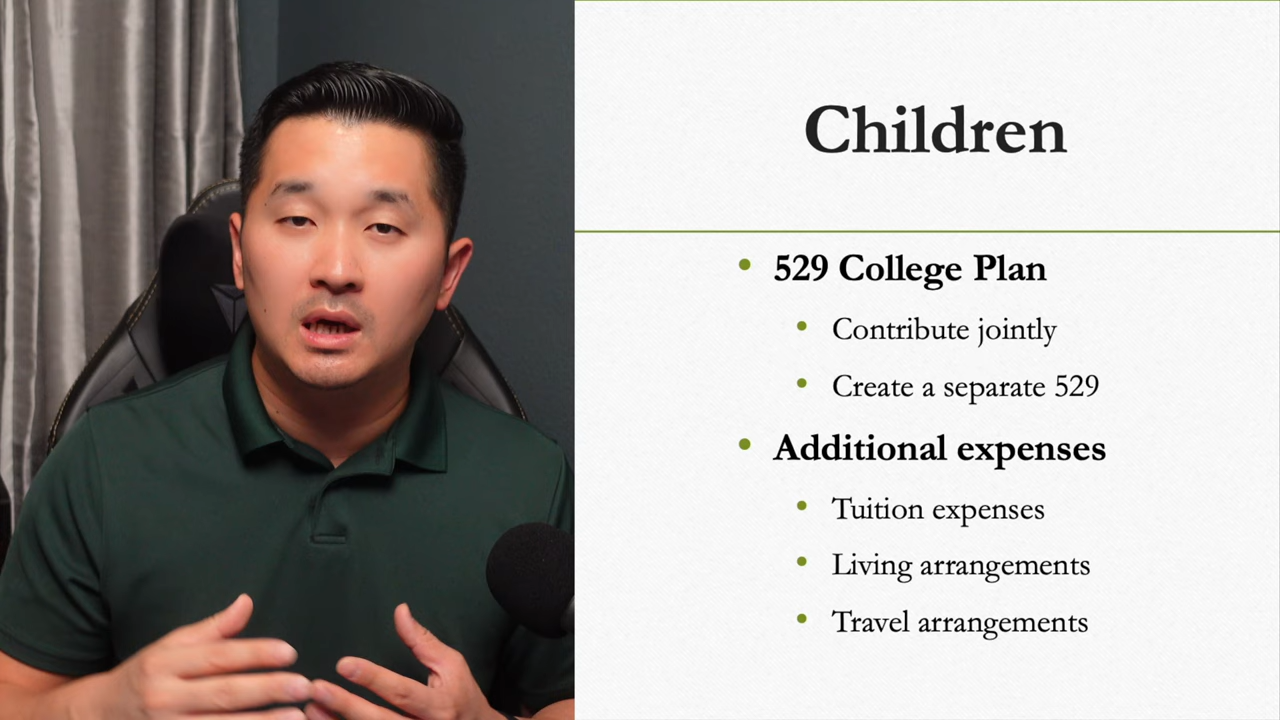 Children
• 529 College Plan
• Contribute jointly
• Create a separate 529
• Additional expenses
• Tuition expenses
• Living arrangements
• Travel arrangements